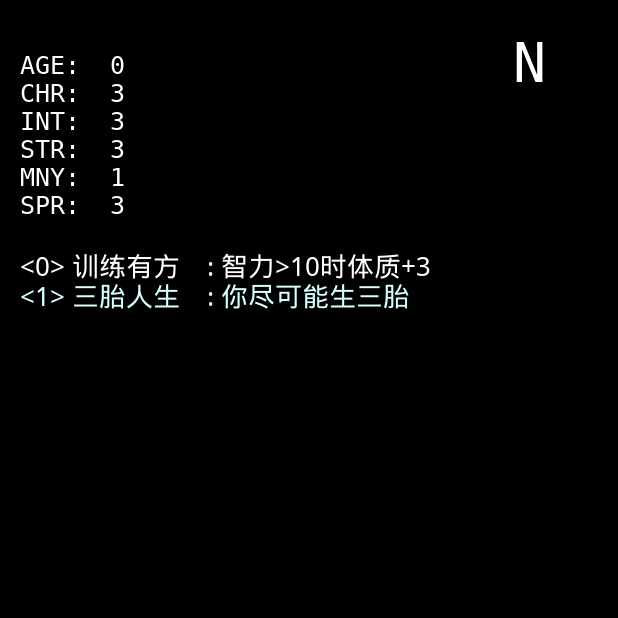 N
AGE: 0
CHR: 3
INT: 3
STR: 3
MNY: 1
SPR: 3
<0> 训练有方 : 智力>10时体质+3
<1> 三胎人生 : 你尽可能生三胎